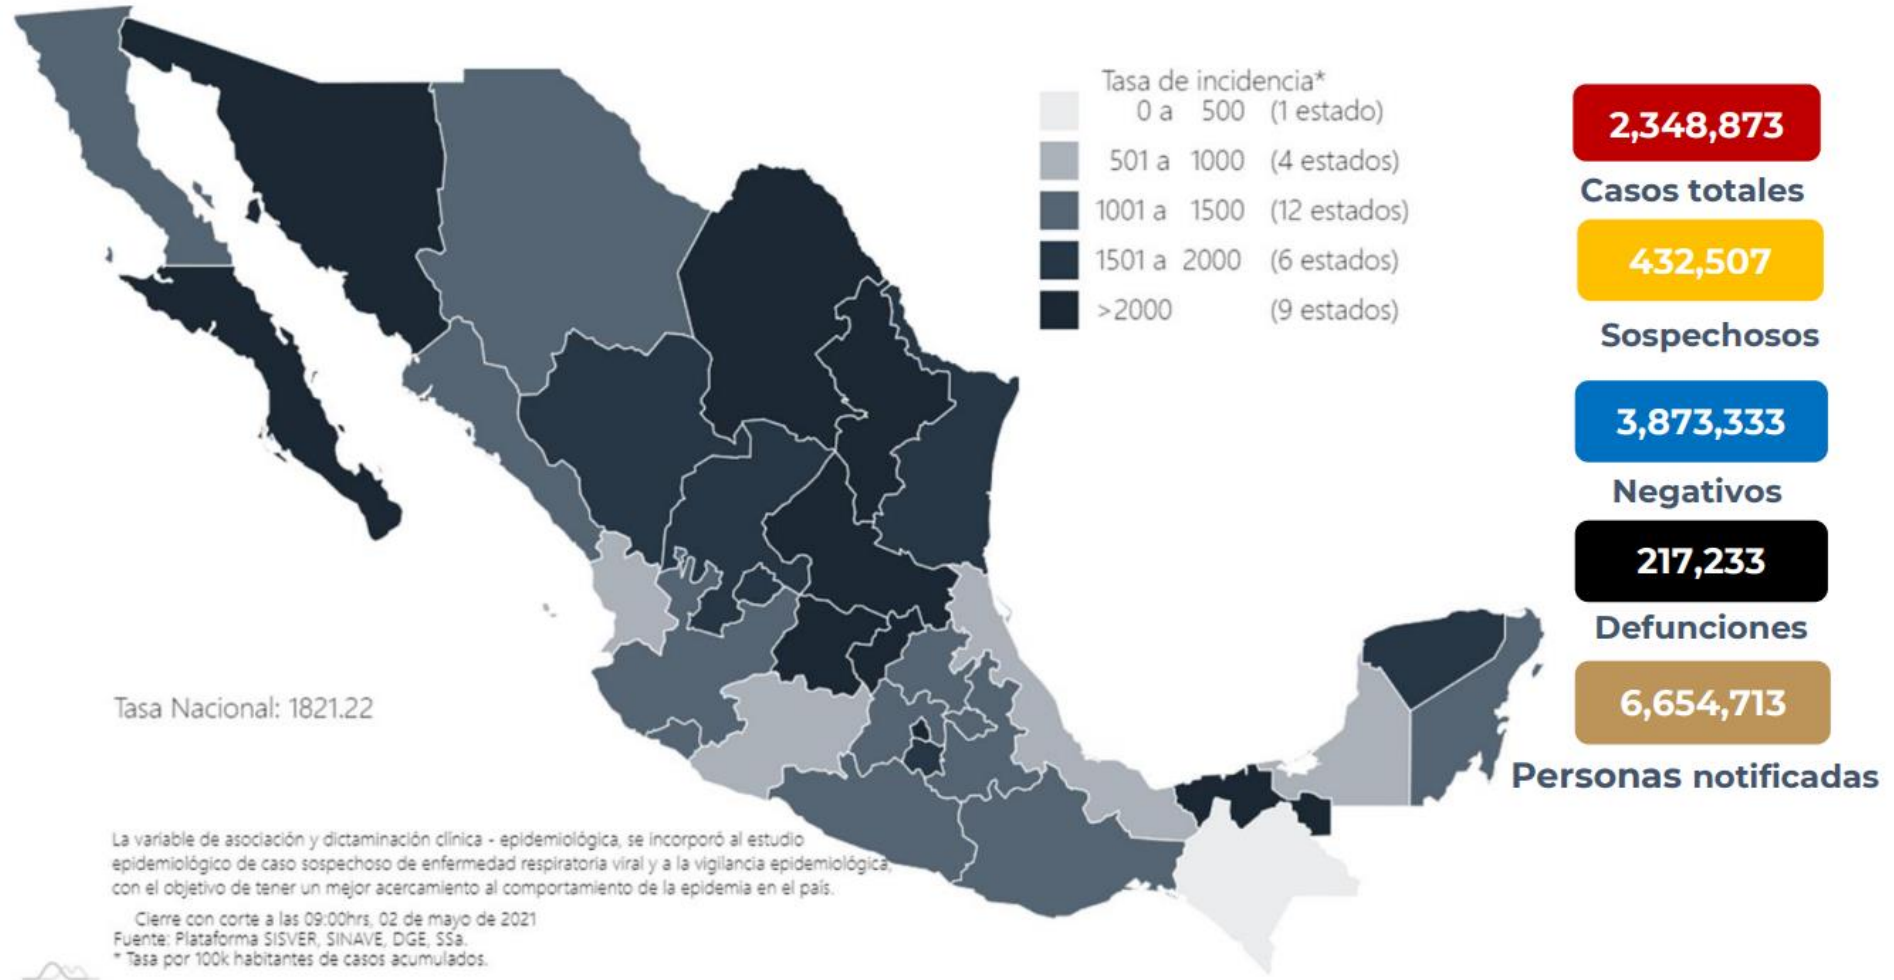 Tasa de incidencia*
0 a 500 (1 estado)
501 a 1000 (4 estados)
1001 a 1500 (12 estados)
1501 a 2000 (6 estados)
>2000 (9 estados)
2,348,873
Casos totales
432,507
Sospechosos
3,873,333
Negativos
217,233
Defunciones
6,654,713
Personas notificadas
Tasa Nacional: 1821.22
La variable de asociación y dictaminación clínica - epidemiológica, se incorporó al estudio
epidemiológico de caso sospechoso de enfermedad respiratoria viral y a la vigilancia epidemiológica,
con el objetivo de tener un mejor acercamiento al comportamiento de la epidemia en el país.
Cierre con corte a las 09:00hrs, 02 de mayo de 2021
Fuente: Plataforma SISVER, SINAVE, DGE, SSa.
* Tasa por 100k habitantes de casos acumulados.